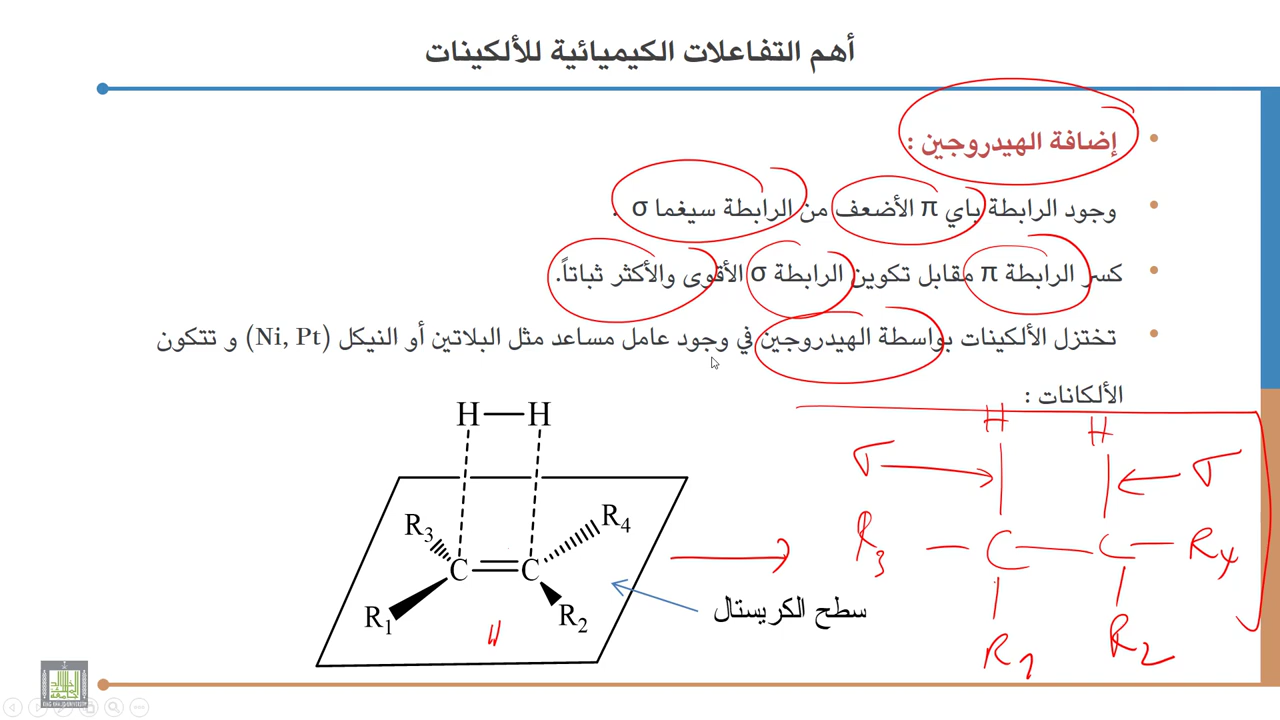 أهم التفاعلات الكيميائية للألكينات
إضافة الهيدروجين :
وجود الرابطة باي π الأضعف من الرابطة سيغما σ .
كسر الرابطة π مقابل تكوين الرابطة σ الأقوى والأكثر ثباتاً.
تختزل الألكينات بواسطة الهيدروجين في وجود عامل مساعد مثل البلاتين أو النيكل (Ni, Pt) و تتكون
الألكانات :
H — H
R3 R4
C = C
R1 R2
سطح الكريستال
H
H H
σ σ
R3 — C — C — R4
R1 R2